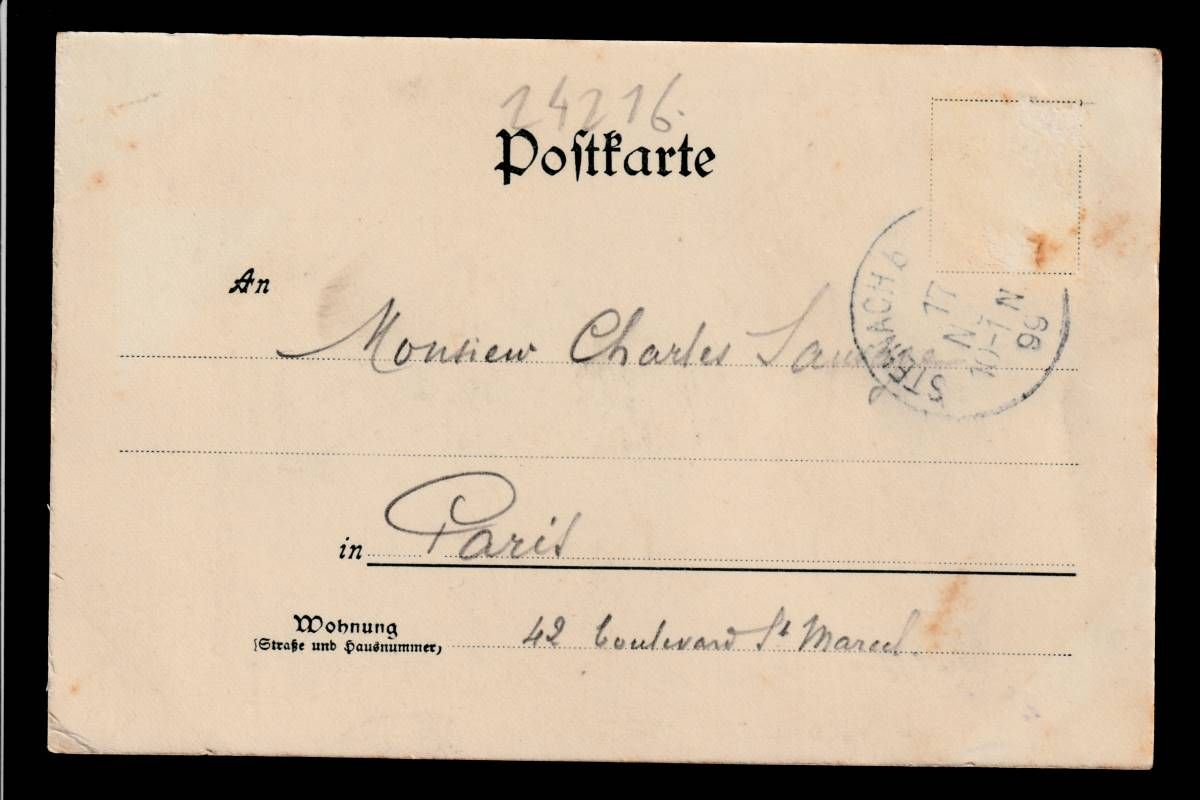 24216.
Postkarte
An
Monsieur Charles
STEINACH b
17
N
10-11 N
99
in Paris
Wohnung
(Straße und Hausnummer)
42 boulevard St Marcel.